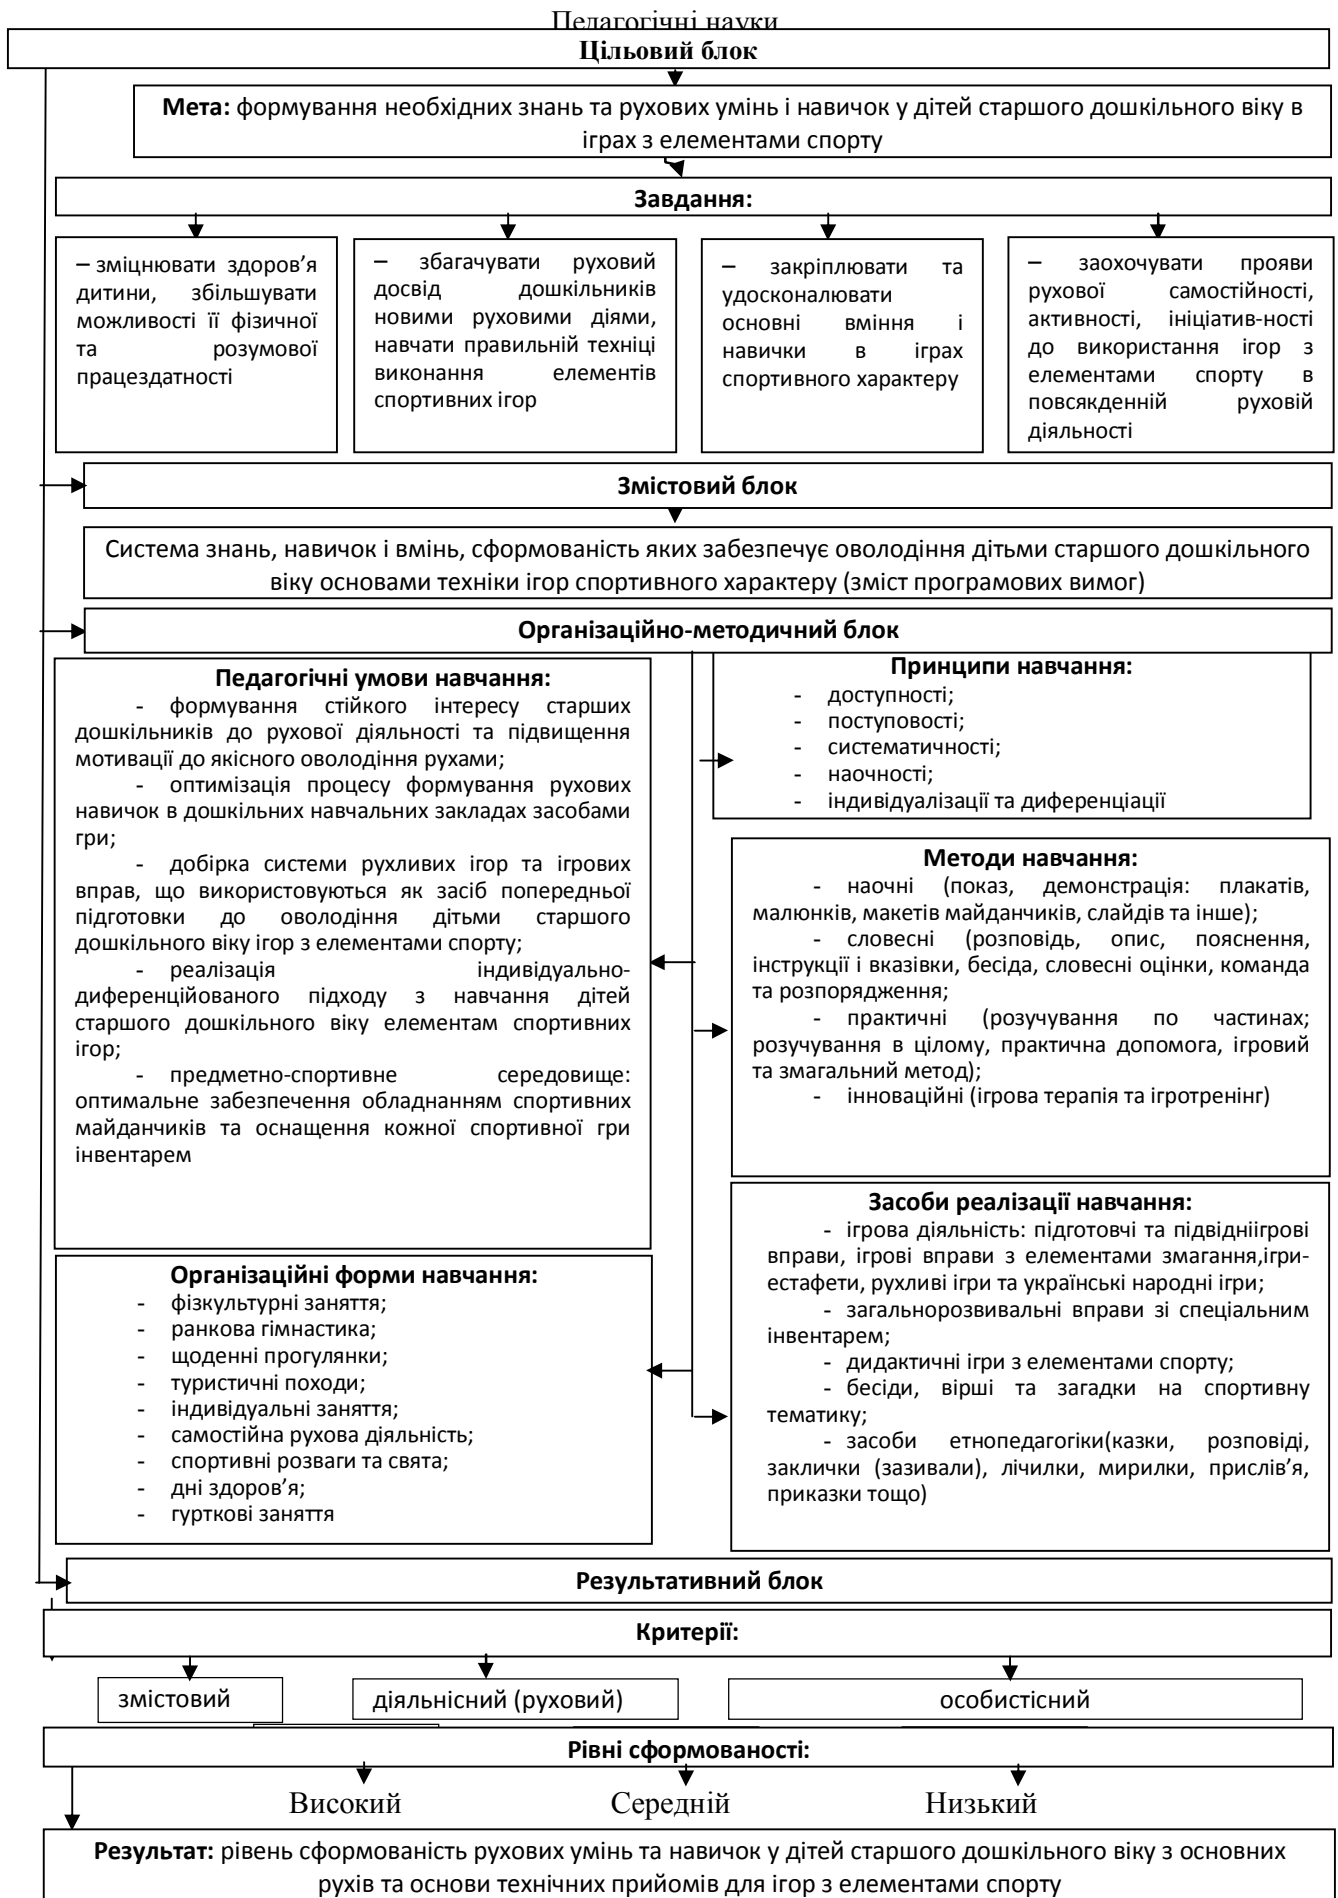 Педагогічні науки
Цільовий блок
Мета: формування необхідних знань та рухових умінь і навичок у дітей старшого дошкільного віку в
іграх з елементами спорту
Завдання:
– зміцнювати здоров’я
дитини, збільшувати
можливості її фізичної
та розумової
працездатності
– збагачувати руховий
досвід дошкільників
новими руховими діями,
навчати правильній техніці
виконання елементів
спортивних ігор
– закріплювати та
удосконалювати
основні вміння і
навички в іграх
спортивного характеру
– заохочувати прояви
рухової самостійності,
активності, ініціатив-ності
до використання ігор з
елементами спорту в
повсякденній руховій
діяльності
Змістовий блок
Система знань, навичок і вмінь, сформованість яких забезпечує оволодіння дітьми старшого дошкільного
віку основами техніки ігор спортивного характеру (зміст програмових вимог)
Організаційно-методичний блок
Педагогічні умови навчання:
- формування стійкого інтересу старших
дошкільників до рухової діяльності та підвищення
мотивації до якісного оволодіння рухами;
- оптимізація процесу формування рухових
навичок в дошкільних навчальних закладах засобами
гри;
- добірка системи рухливих ігор та ігрових
вправ, що використовуються як засіб попередньої
підготовки до оволодіння дітьми старшого
дошкільного віку ігор з елементами спорту;
- реалізація індивідуально-
диференційованого підходу з навчання дітей
старшого дошкільного віку елементам спортивних
ігор;
- предметно-спортивне середовище:
оптимальне забезпечення обладнанням спортивних
майданчиків та оснащення кожної спортивної гри
інвентарем
Принципи навчання:
- доступності;
- поступовості;
- систематичності;
- наочності;
- індивідуалізації та диференціації
Методи навчання:
- наочні (показ, демонстрація: плакатів,
малюнків, макетів майданчиків, слайдів та інше);
- словесні (розповідь, опис, пояснення,
інструкції і вказівки, бесіда, словесні оцінки, команда
та розпорядження;
- практичні (розучування по частинах;
розучування в цілому, практична допомога, ігровий
та змагальний метод);
- інноваційні (ігрова терапія та ігротренінг)
Організаційні форми навчання:
- фізкультурні заняття;
- ранкова гімнастика;
- щоденні прогулянки;
- туристичні походи;
- індивідуальні заняття;
- самостійна рухова діяльність;
- спортивні розваги та свята;
- дні здоров’я;
- гурткові заняття
Засоби реалізації навчання:
- ігрова діяльність: підготовчі та підвідніігрові
вправи, ігрові вправи з елементами змагання,ігри-
естафети, рухливі ігри та українські народні ігри;
- загальнорозвивальні вправи зі спеціальним
інвентарем;
- дидактичні ігри з елементами спорту;
- бесіди, вірші та загадки на спортивну
тематику;
- засоби етнопедагогіки(казки, розповіді,
заклички (зазивали), лічилки, мирилки, прислів’я,
приказки тощо)
Результативний блок
Критерії:
змістовий
діяльнісний (руховий)
особистісний
Рівні сформованості:
Високий
Середній
Низький
Результат: рівень сформованість рухових умінь та навичок у дітей старшого дошкільного віку з основних
рухів та основи технічних прийомів для ігор з елементами спорту